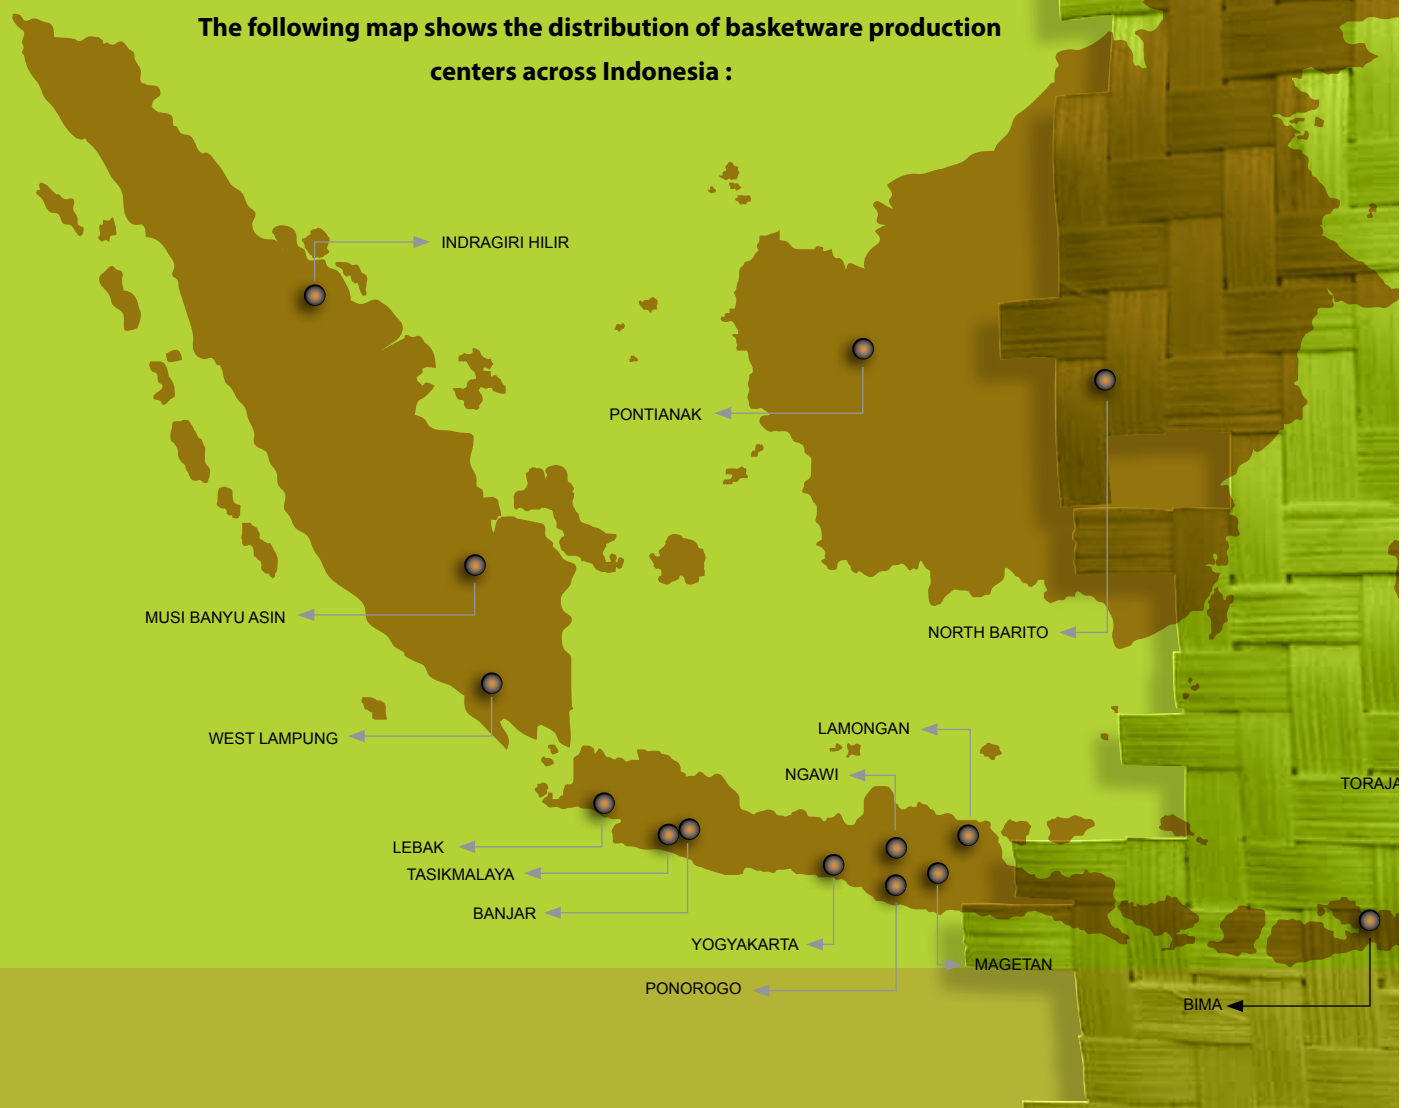 The following map shows the distribution of basketware production
centers across Indonesia :
INDRAGIRI HILIR
PONTIANAK
MUSI BANYU ASIN
NORTH BARITO
WEST LAMPUNG
LAMONGAN
NGAWI
TORAJA
LEBAK
TASIKMALAYA
BANJAR
YOGYAKARTA
MAGETAN
PONOROGO
BIMA